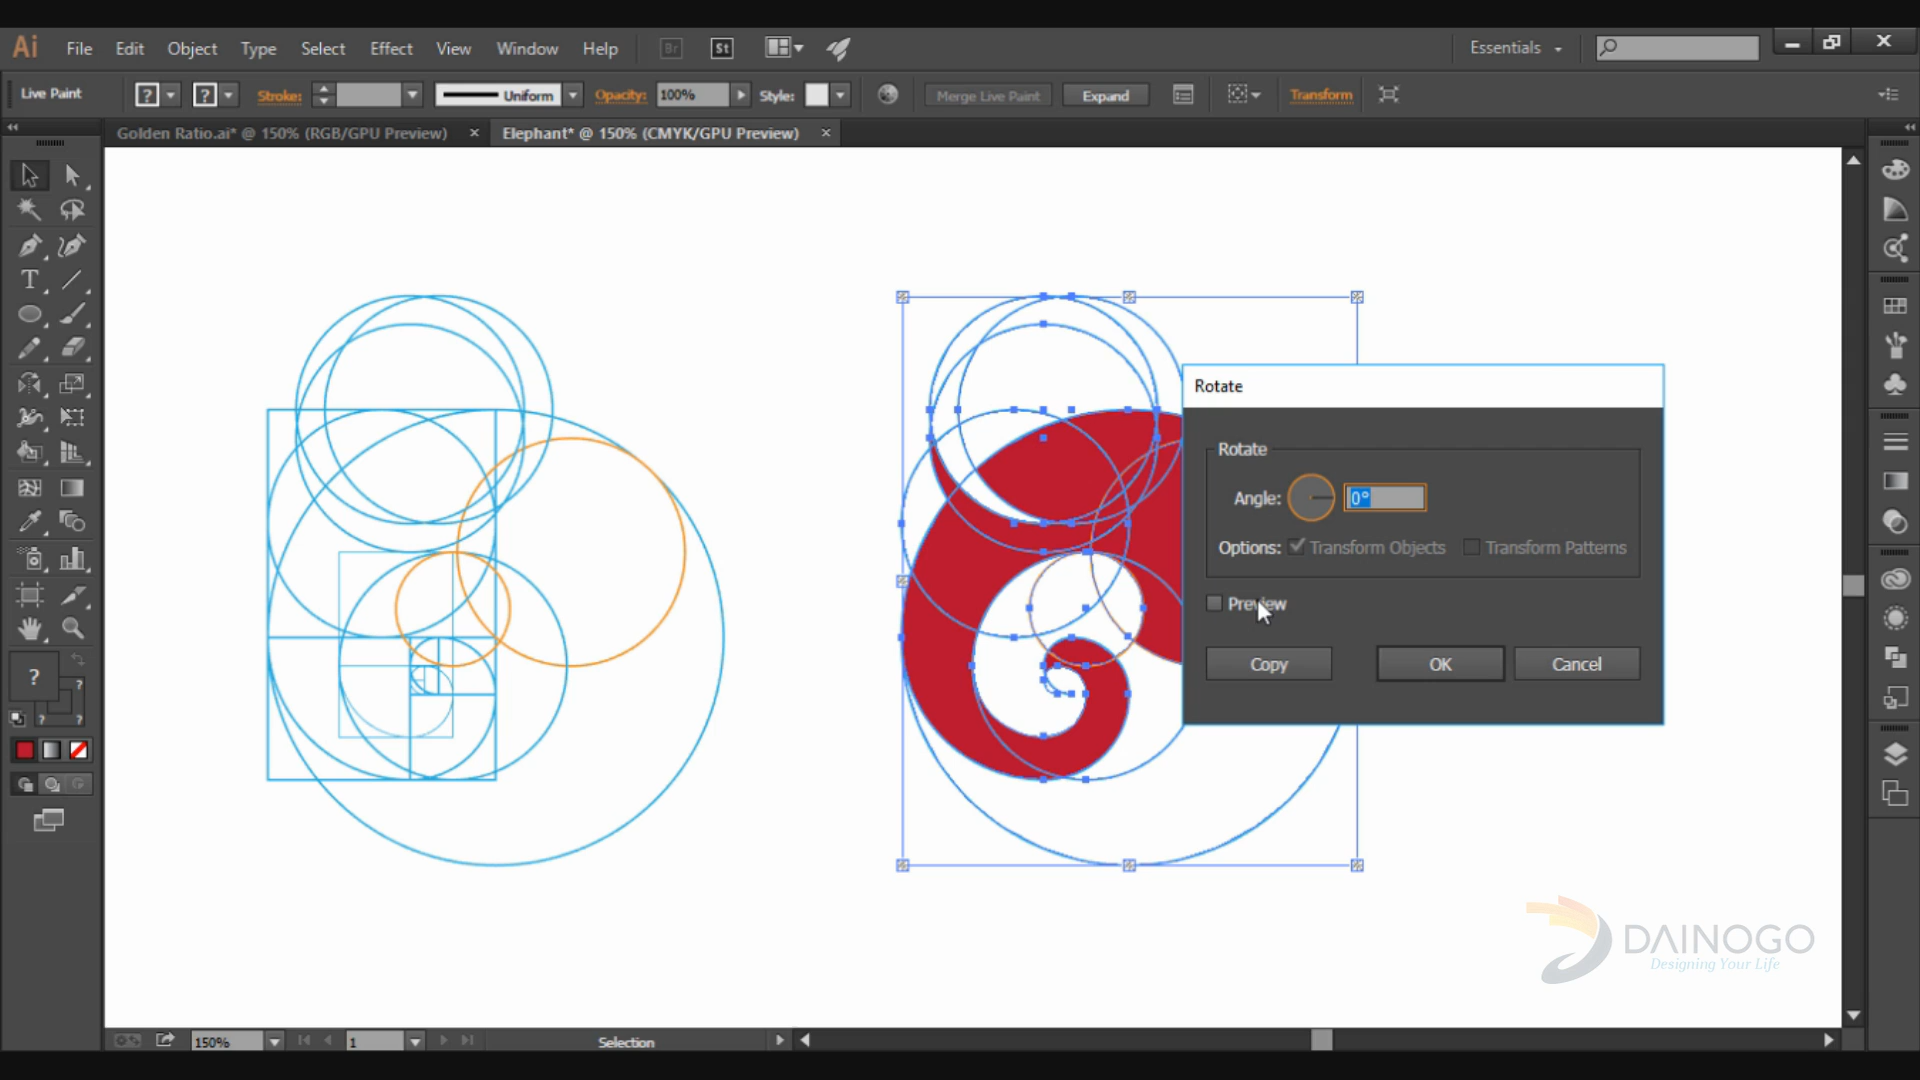 Ai File Edit Object Type Select Effect View Window Help Br St Essentials
Live Paint ? ? Stroke: Uniform Opacity: 100% Style: Merge Live Paint Expand Transform
Golden Ratio.ai* @ 150% (RGB/GPU Preview) × Elephant* @ 150% (CMYK/GPU Preview) ×
T
?
?
? ?
Rotate
Rotate
Angle: 0°
Options: Transform Objects Transform Patterns
Preview
Copy OK Cancel
DAINOGO
Designing Your Life
150% 1 Selection